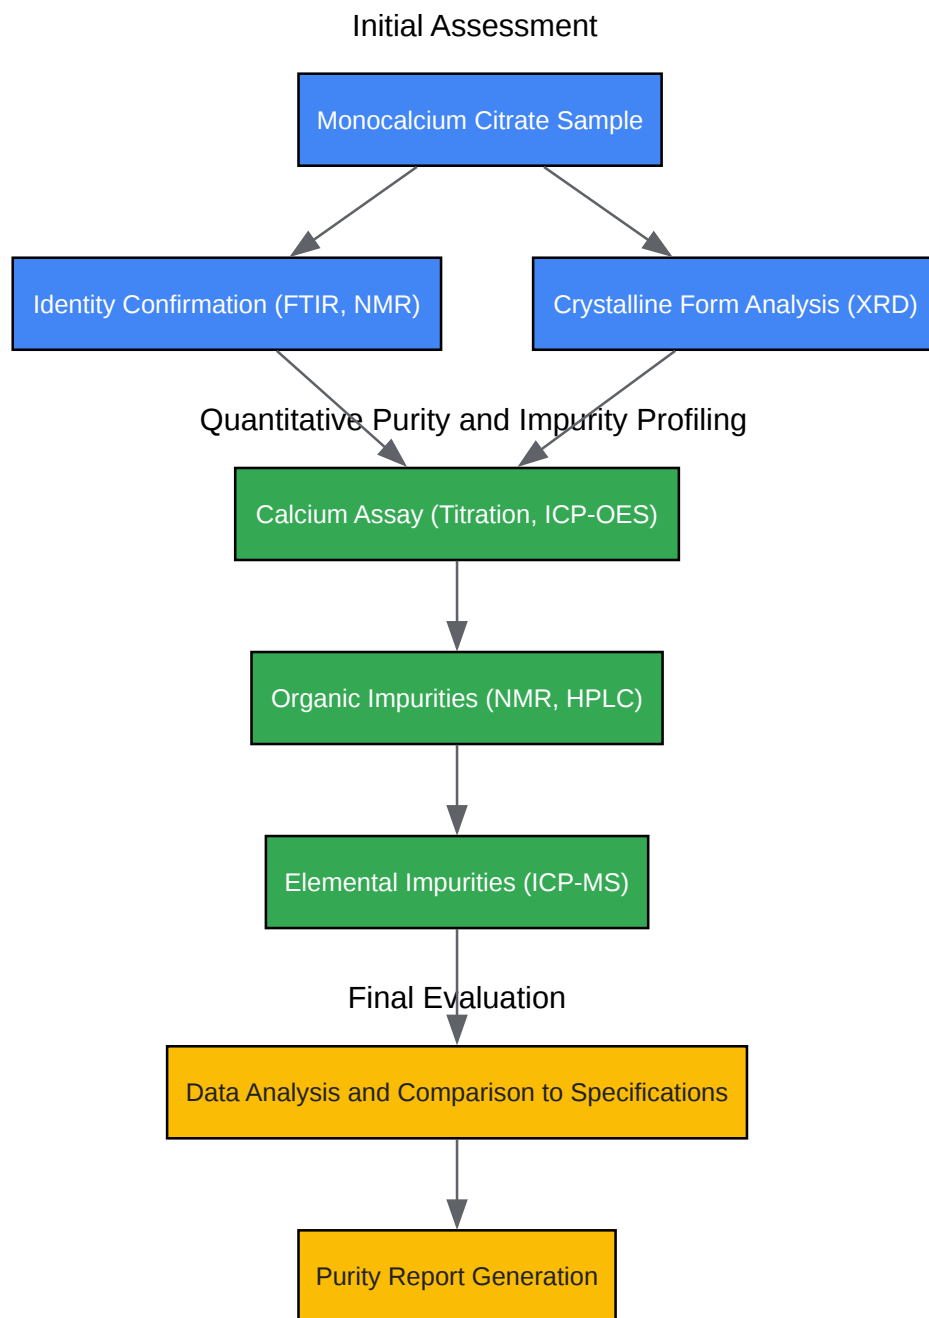 Initial Assessment
Monocalcium Citrate Sample
Identity Confirmation (FTIR, NMR)
Crystalline Form Analysis (XRD)
Quantitative Purity and Impurity Profiling
Calcium Assay (Titration, ICP-OES)
Organic Impurities (NMR, HPLC)
Elemental Impurities (ICP-MS)
Final Evaluation
Data Analysis and Comparison to Specifications
Purity Report Generation